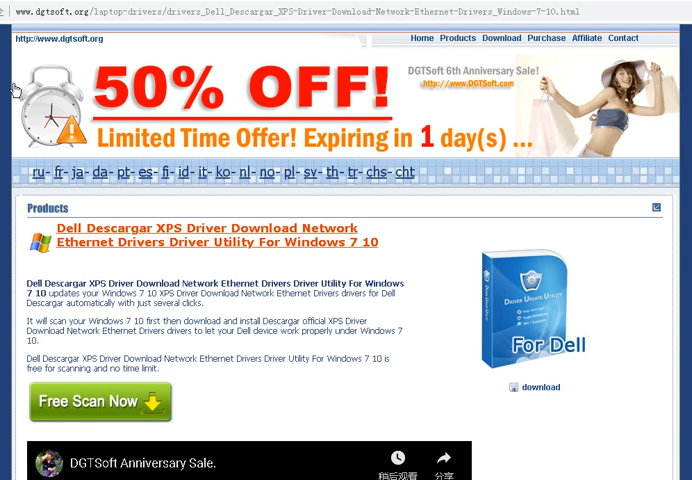 www.dgtsoft.org/laptop-drivers/drivers_Dell_Descargar_XPS-Driver-Download-Network-Ethernet-Drivers_Windows-7-10.html
http://www.dgtsoft.org
Home Products Download Purchase Affiliate Contact
50% OFF!
DGTSoft 6th Anniversary Sale!
http://www.DGTSoft.com
Limited Time Offer! Expiring in 1 day(s) ...
ru- fr- ja- da- pt- es- fi- id- it- ko- nl- no- pl- sv- th- tr- chs- cht
Products
Dell Descargar XPS Driver Download Network
Ethernet Drivers Driver Utility For Windows 7 10
Dell Descargar XPS Driver Download Network Ethernet Drivers Driver Utility For Windows
7 10 updates your Windows 7 10 XPS Driver Download Network Ethernet Drivers drivers for Dell
Descargar automatically with just several clicks.
It will scan your Windows 7 10 first then download and install Descargar official XPS Driver
Download Network Ethernet Drivers drivers to let your Dell device work properly under Windows 7
10.
Dell Descargar XPS Driver Download Network Ethernet Drivers Driver Utility For Windows 7 10 is
free for scanning and no time limit.
DRIVER UPDATE UTILITY
For Dell
download
Free Scan Now
DGTSoft Anniversary Sale.
稍后观看 分享